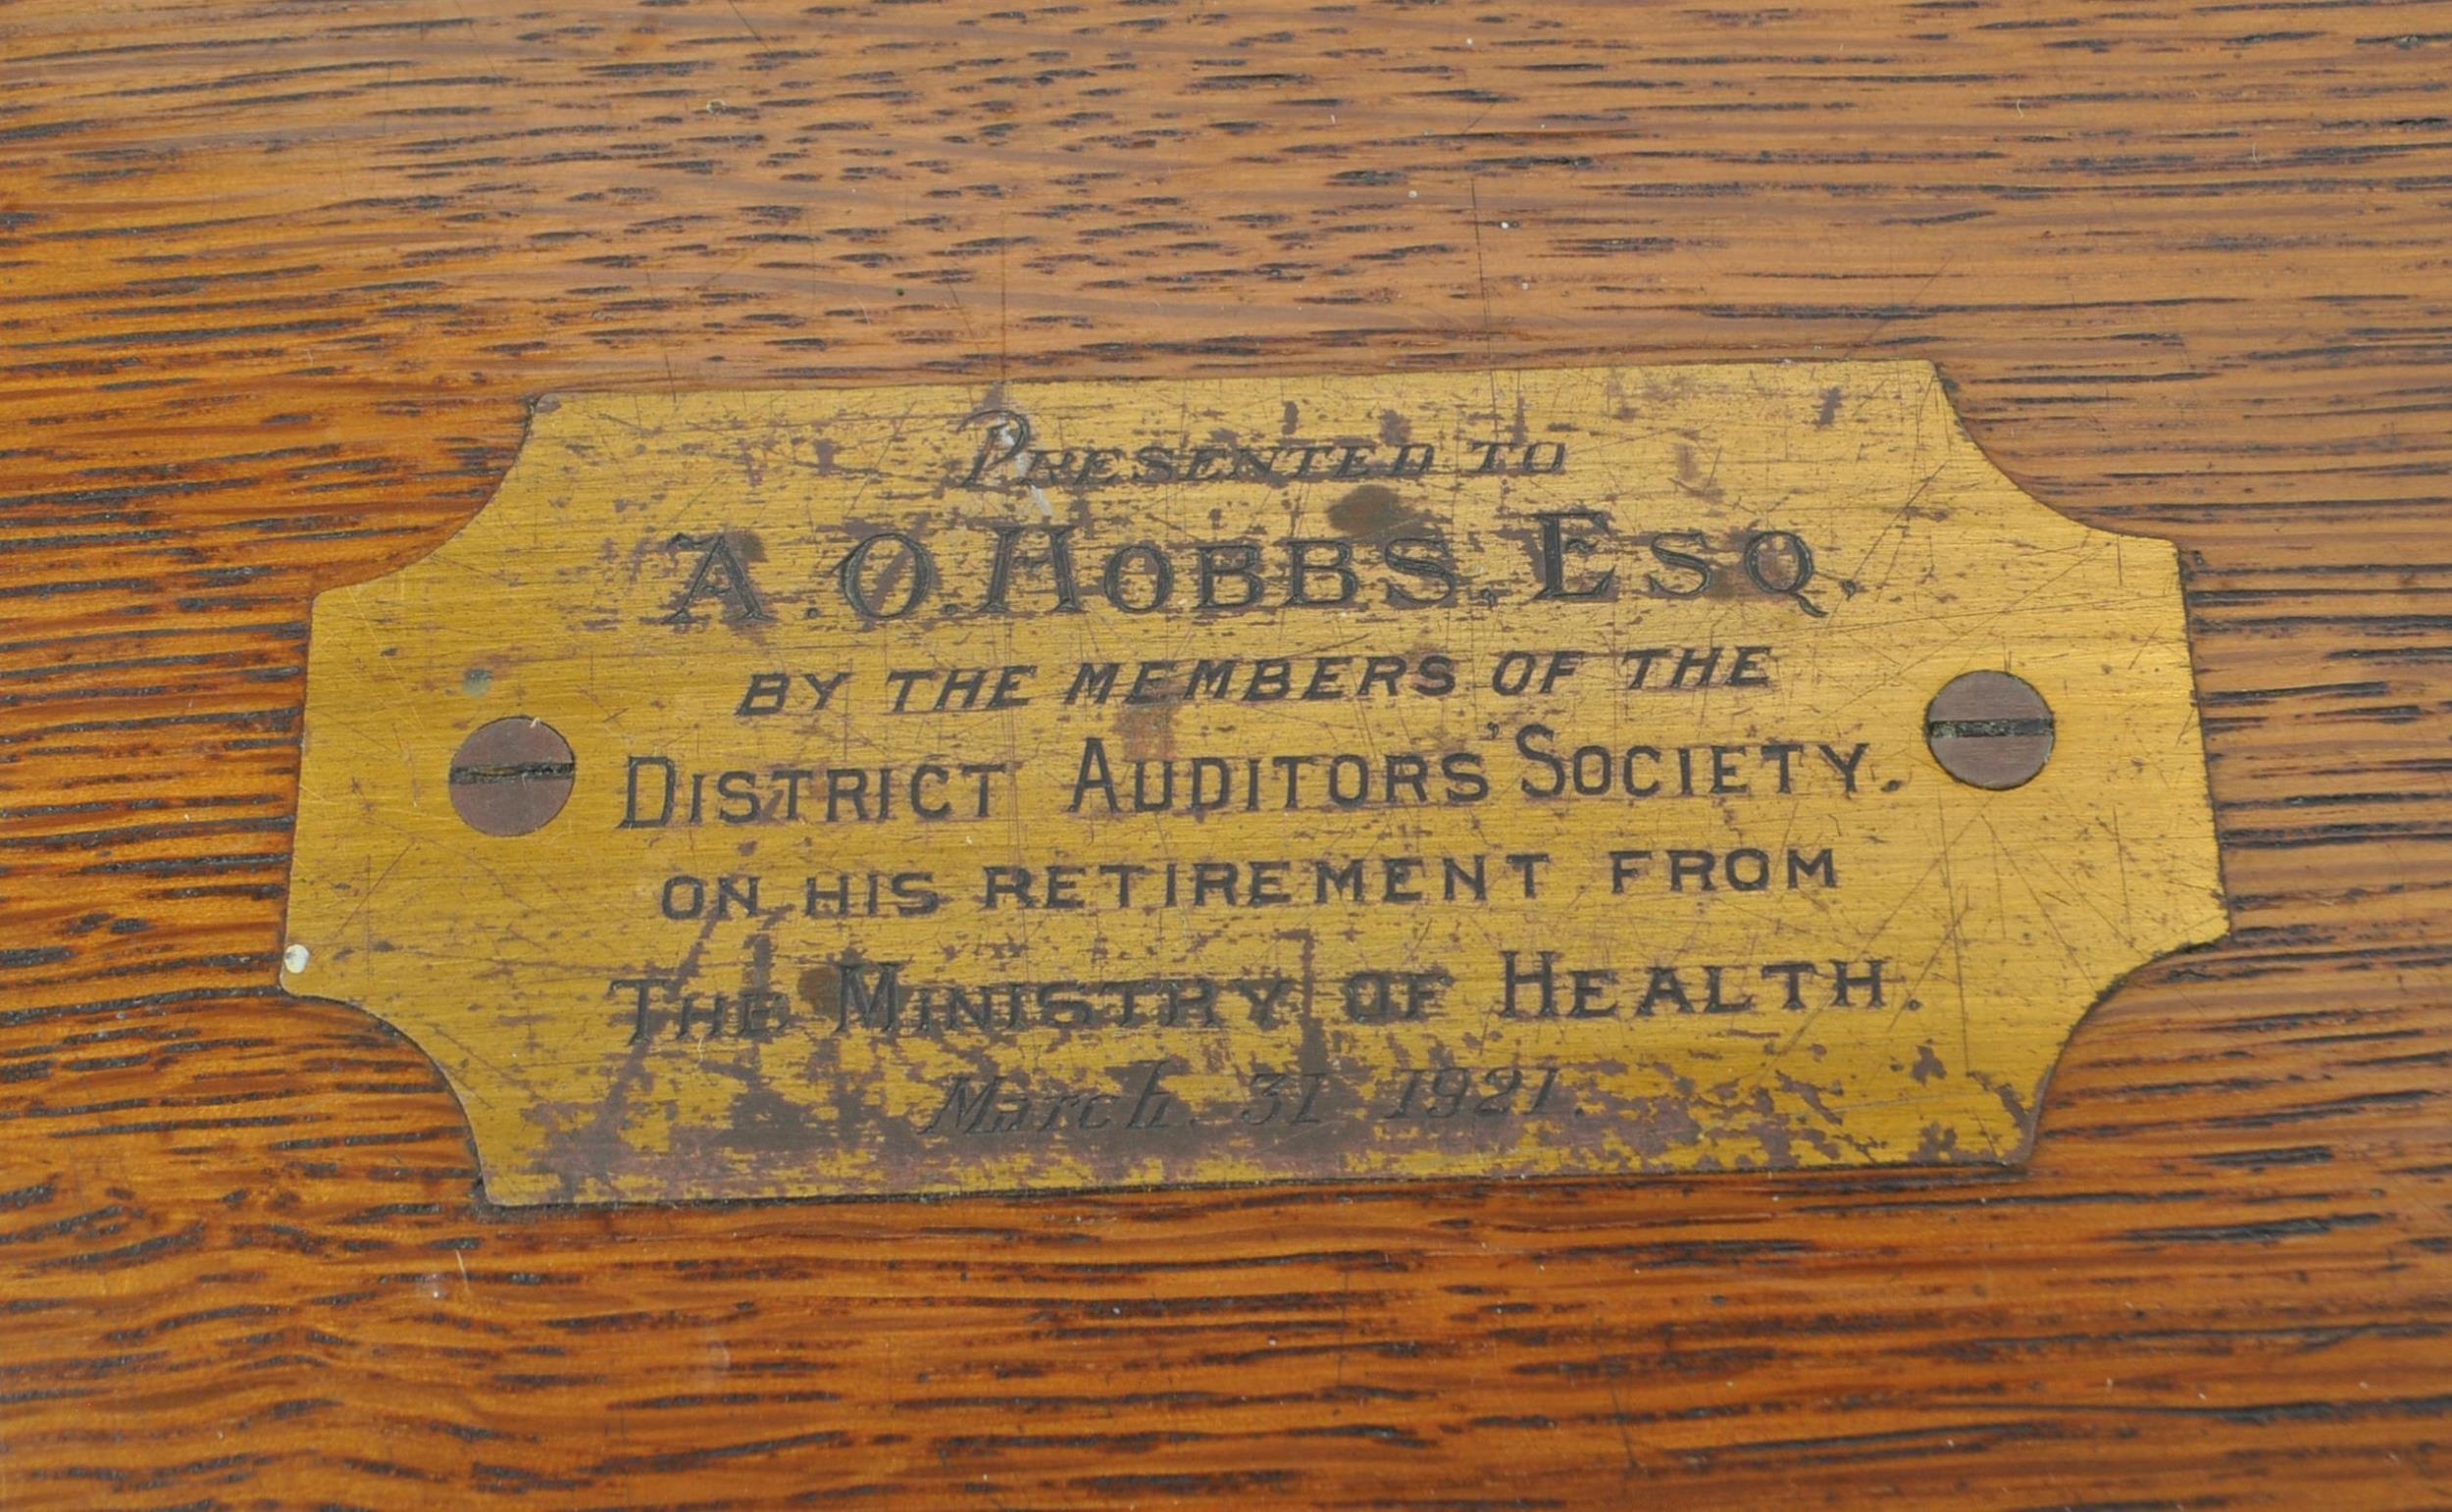 PRESENTED TO
A.O.HOBBS, ESQ.
BY THE MEMBERS OF THE
DISTRICT AUDITORS' SOCIETY.
ON HIS RETIREMENT FROM
THE MINISTRY OF HEALTH.
March. 31 1921.